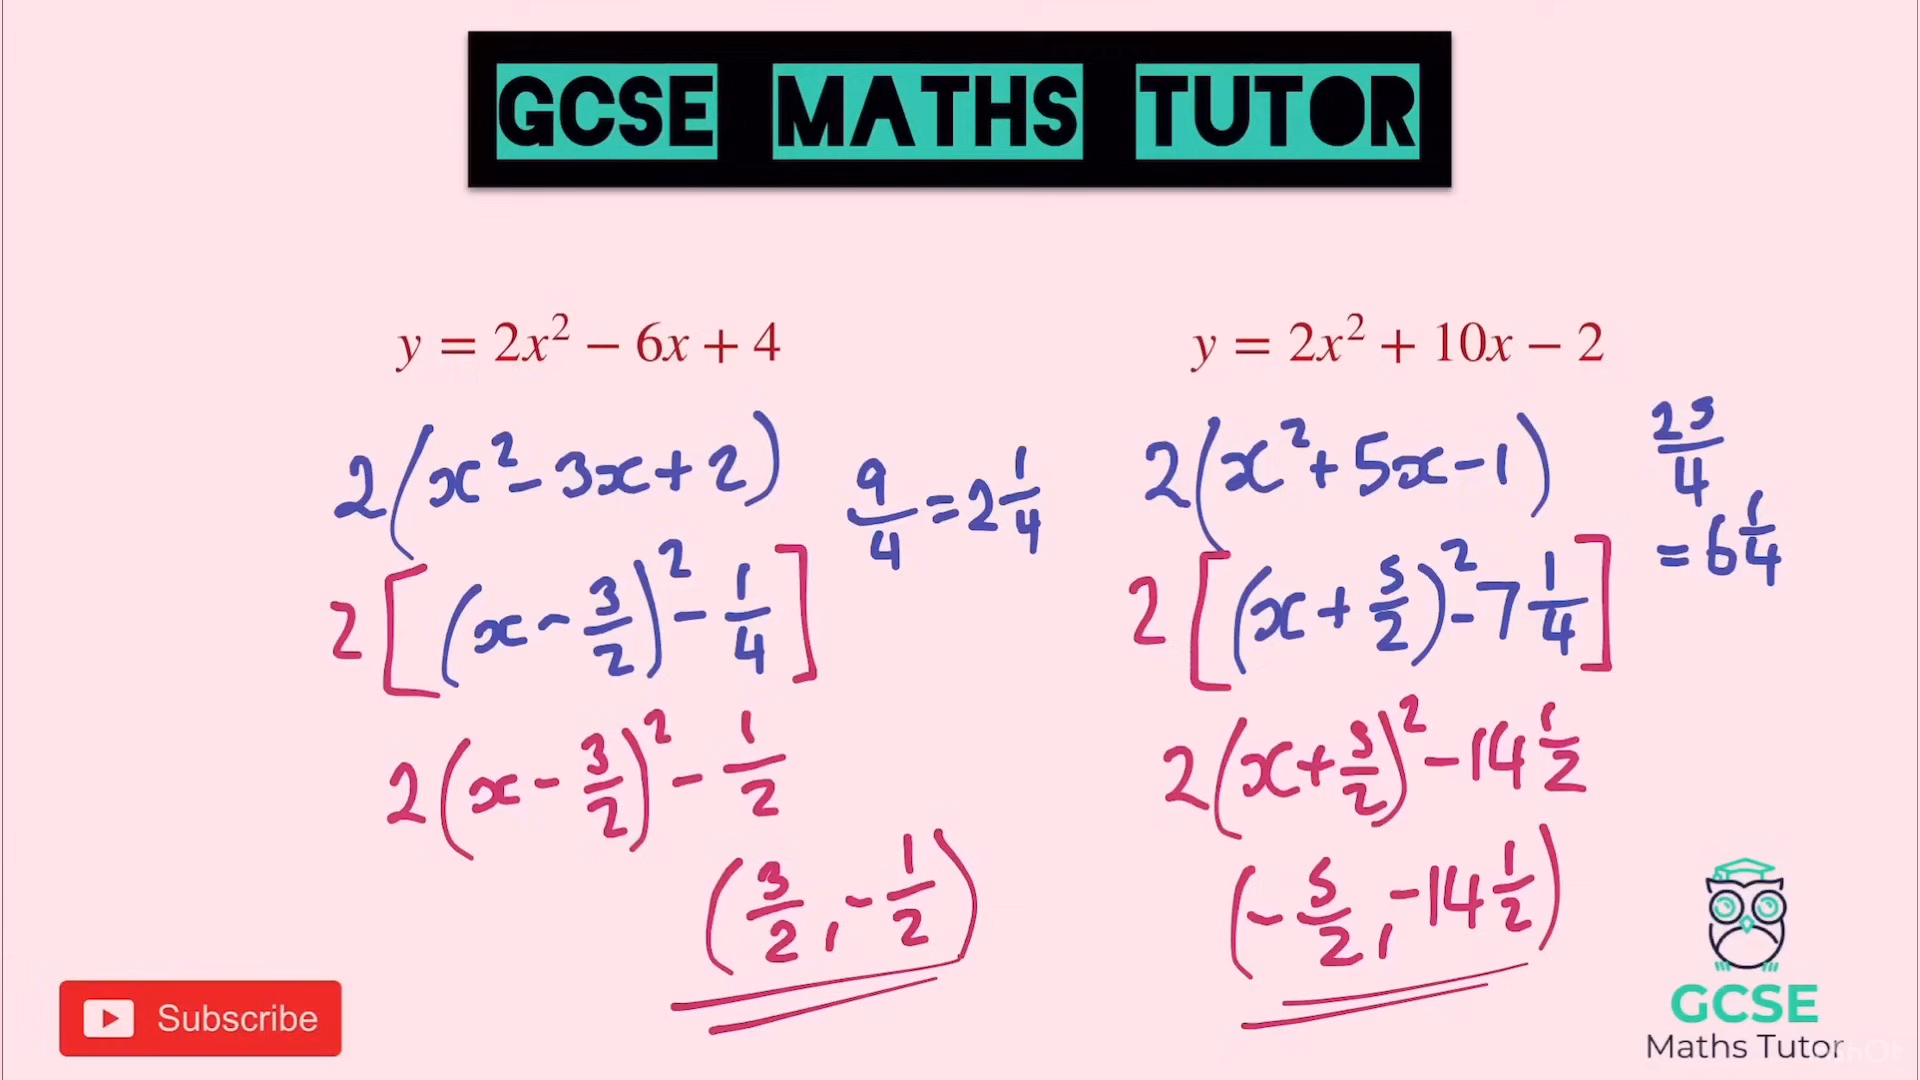 GCSE MATHS TUTOR
y = 2x² − 6x + 4
2(x² − 3x + 2)
9/4 = 2 1/4
2[(x − 3/2)² − 1/4]
2(x − 3/2)² − 1/2
(3/2, −1/2)
y = 2x² + 10x − 2
2(x² + 5x − 1)
25/4
= 6 1/4
2[(x + 5/2)² − 7 1/4]
2(x + 5/2)² − 14 1/2
(−5/2, −14 1/2)
Subscribe
GCSE
Maths Tutor